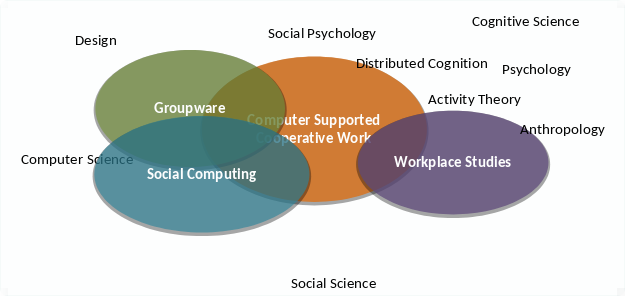 Cognitive Science
Social Psychology
Design
Distributed Cognition
Psychology
Activity Theory
Groupware
Computer Supported
Cooperative Work
Anthropology
Computer Science
Workplace Studies
Social Computing
Social Science